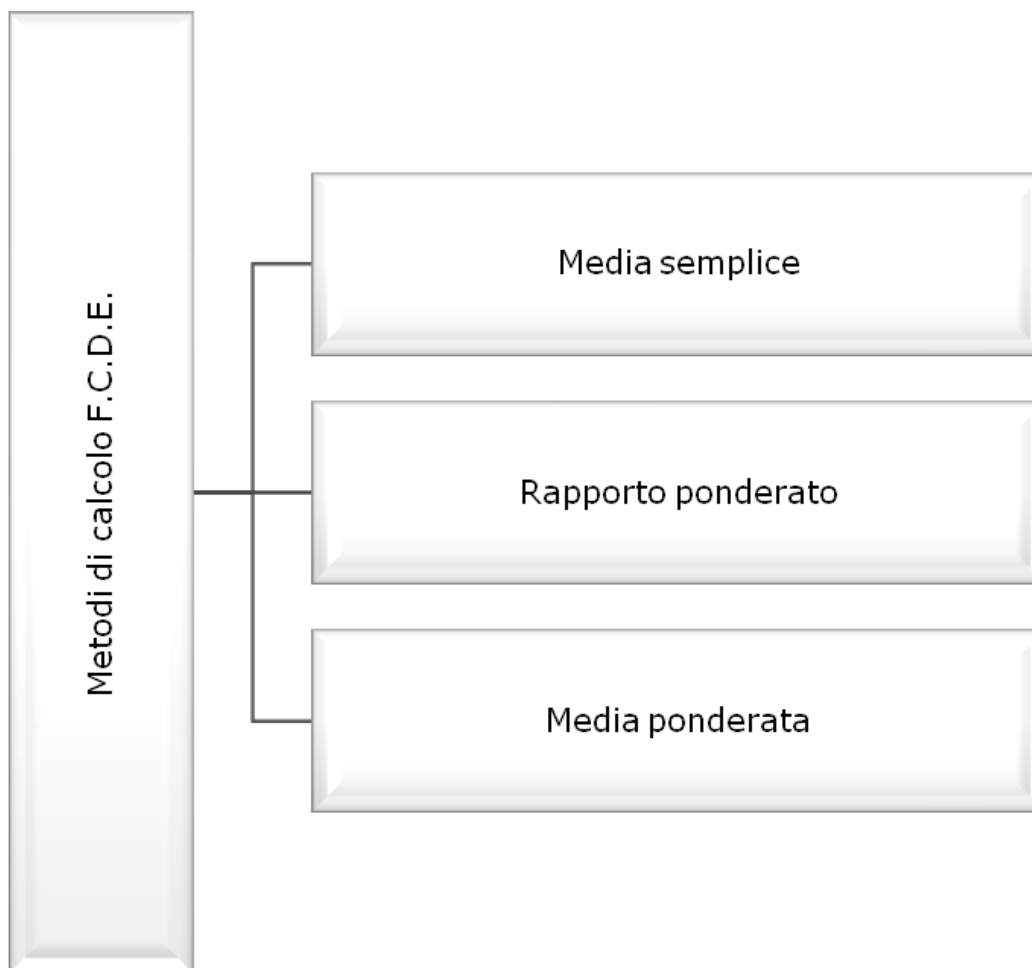 Metodi di calcolo F.C.D.E.
Media semplice
Rapporto ponderato
Media ponderata